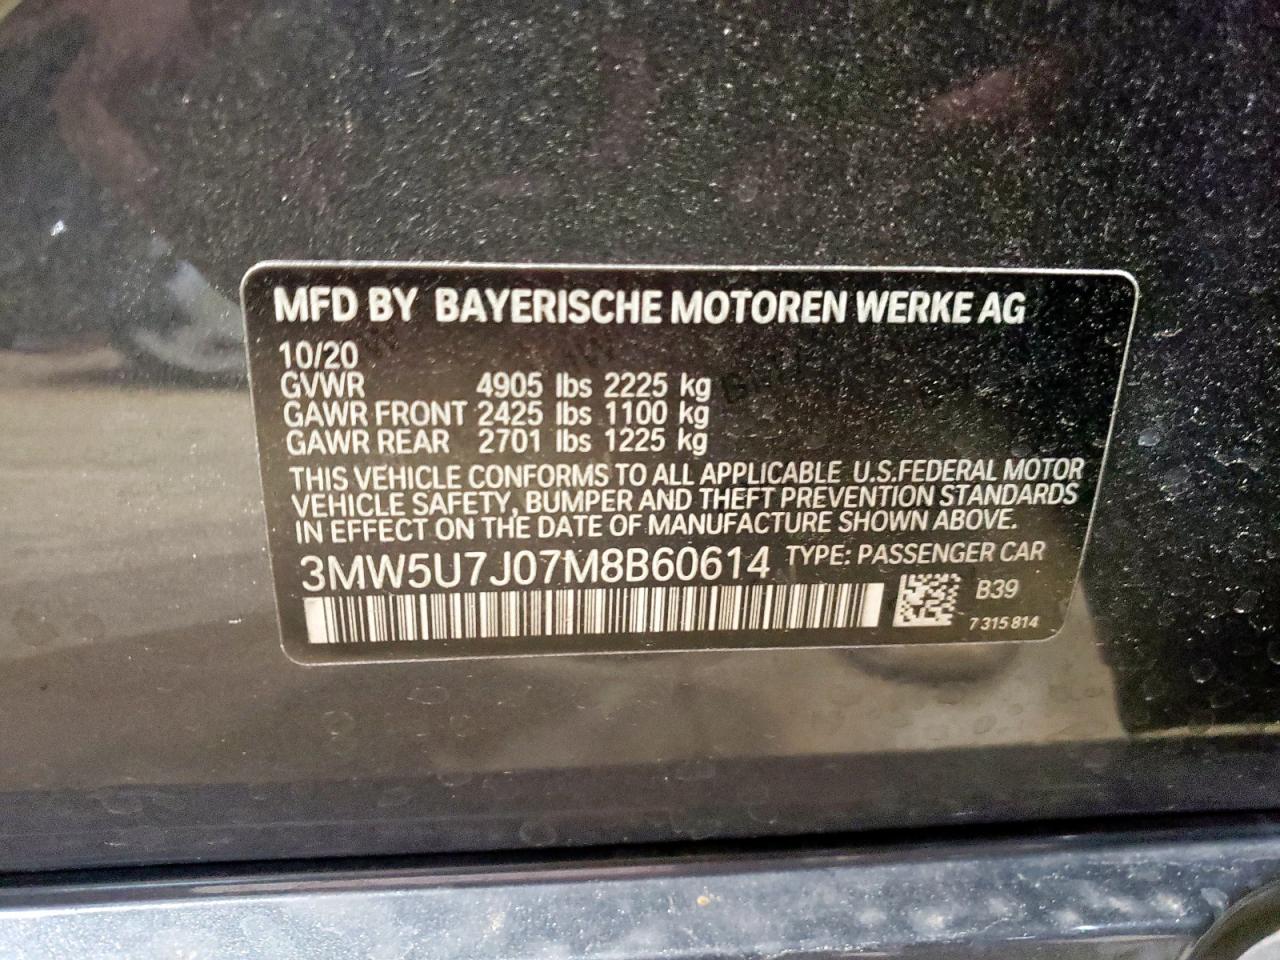 MFD BY BAYERISCHE MOTOREN WERKE AG
10/20
GVWR 4905 lbs 2225 kg
GAWR FRONT 2425 lbs 1100 kg
GAWR REAR 2701 lbs 1225 kg
THIS VEHICLE CONFORMS TO ALL APPLICABLE U.S.FEDERAL MOTOR
VEHICLE SAFETY, BUMPER AND THEFT PREVENTION STANDARDS
IN EFFECT ON THE DATE OF MANUFACTURE SHOWN ABOVE.
3MW5U7J07M8B60614 TYPE: PASSENGER CAR
B39
7 315 814